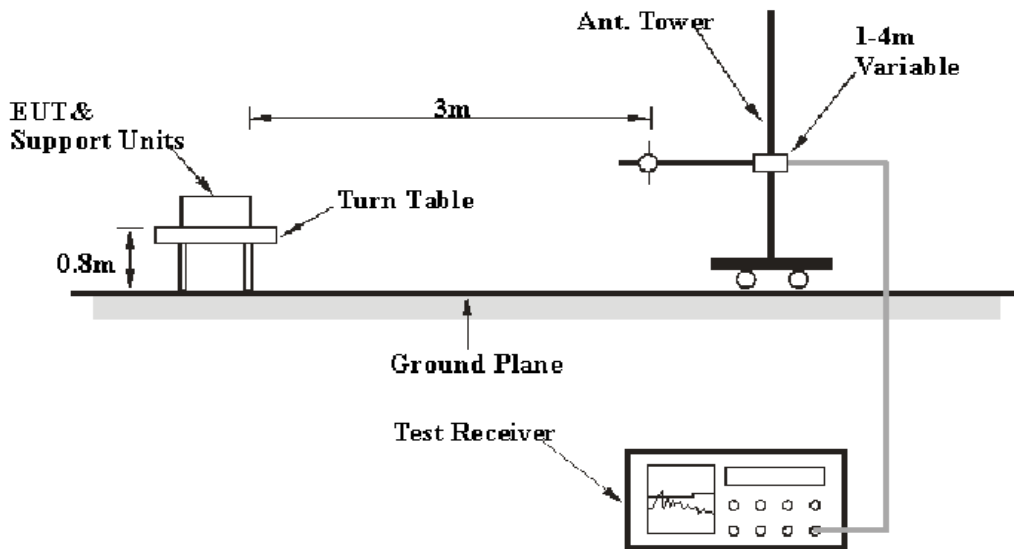 Ant. Tower
1-4m
Variable
3m
EUT&
Support Units
Turn Table
0.8m
Ground Plane
Test Receiver